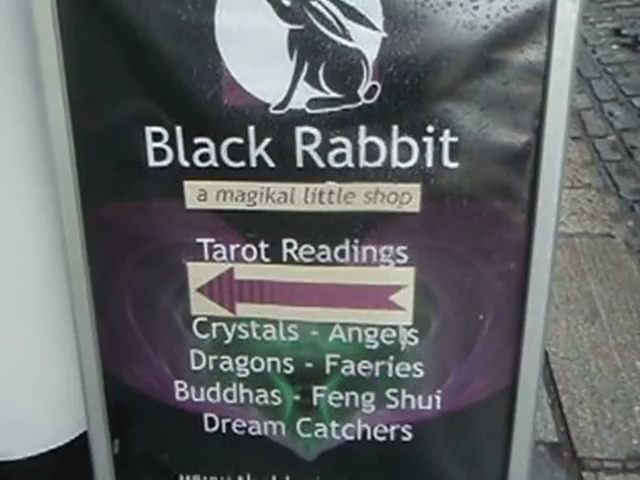 Black Rabbit
a magikal little shop
Tarot Readings
Crystals - Angels
Dragons - Faeries
Buddhas - Feng Shui
Dream Catchers